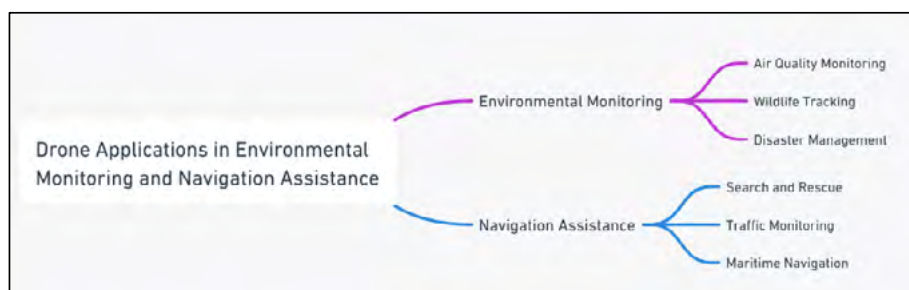 Drone Applications in Environmental
Monitoring and Navigation Assistance
Environmental Monitoring
Air Quality Monitoring
Wildlife Tracking
Disaster Management
Navigation Assistance
Search and Rescue
Traffic Monitoring
Maritime Navigation